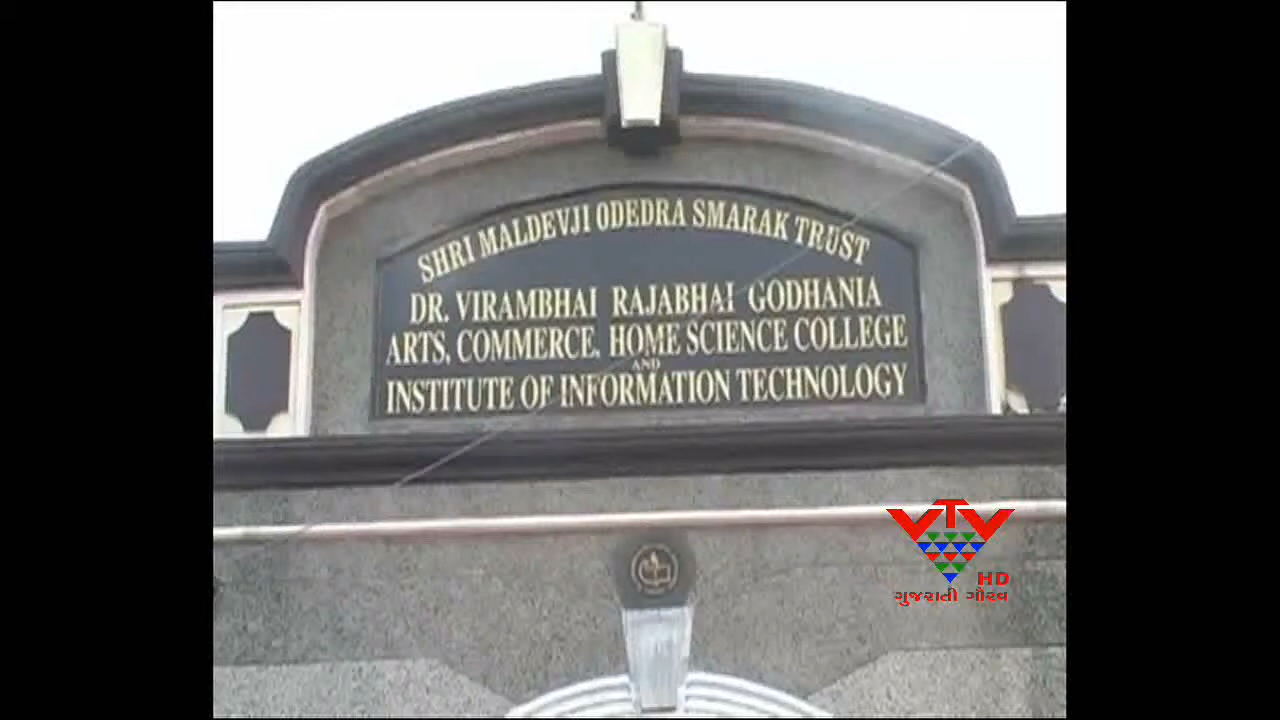 SHRI MALDEVJI ODEDRA SMARAK TRUST
DR. VIRAMBHAI RAJABHAI GODHANIA
ARTS, COMMERCE, HOME SCIENCE COLLEGE
AND
INSTITUTE OF INFORMATION TECHNOLOGY
VTV
HD
ગુજરાતી ગૌરવ